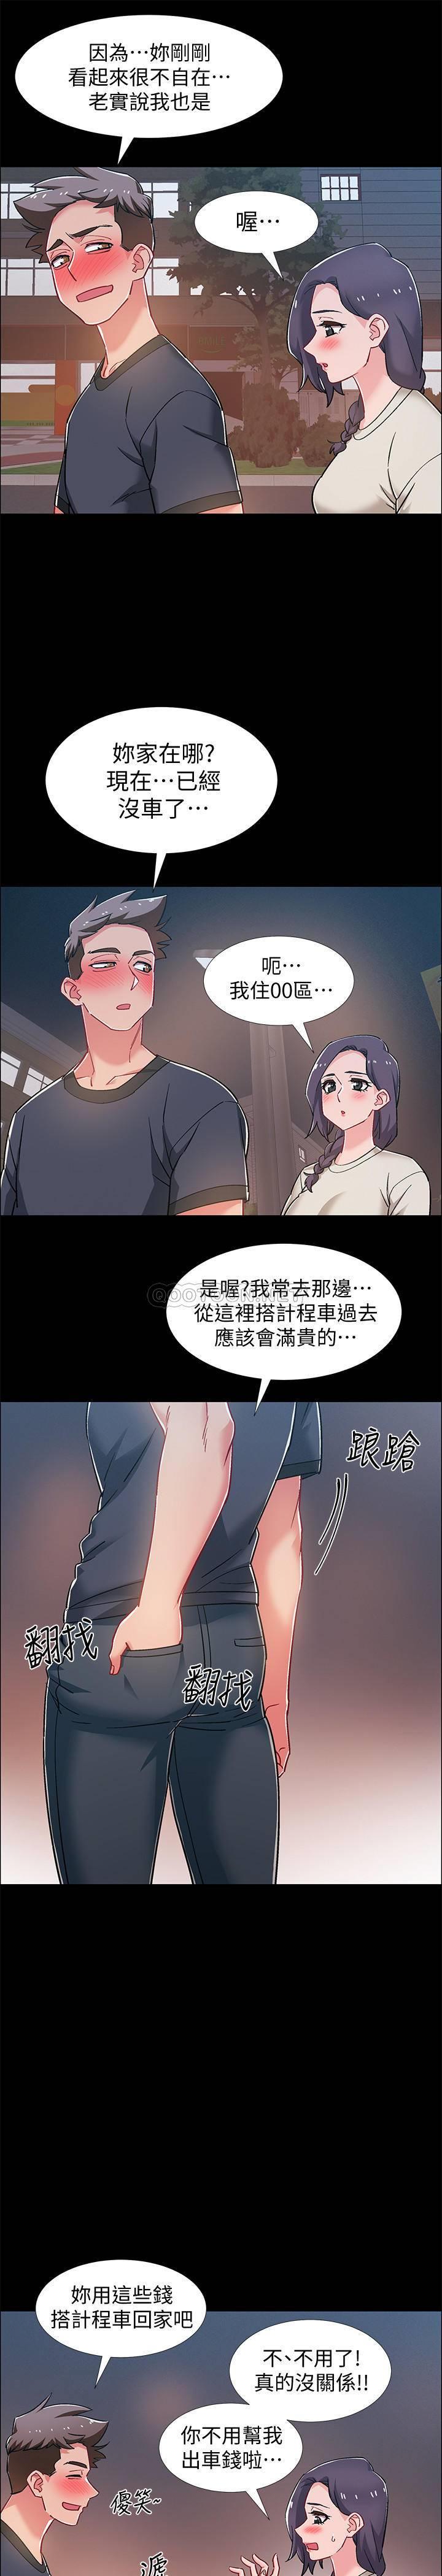 因為⋯妳剛剛
看起來很不自在⋯
老實說我也是
喔⋯
妳家在哪?
現在⋯已經
沒車了⋯
呃⋯
我住00區⋯
是喔?我常去那邊⋯
從這裡搭計程車過去
應該會滿貴的⋯
踉蹌
翻找
翻找
妳用這些錢
搭計程車回家吧
不、不用了!
真的沒關係!!
你不用幫我
出車錢啦⋯
傻笑~
遞